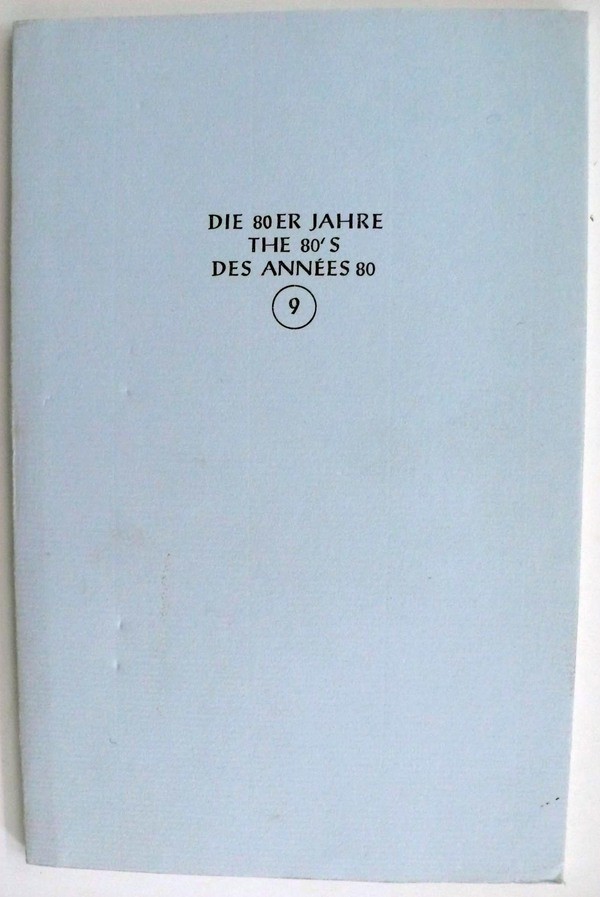 DIE 80ER JAHRE
THE 80'S
DES ANNÉES 80
9